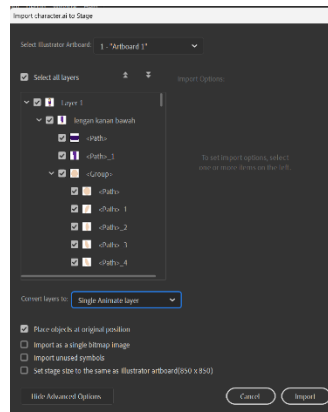 Import character.ai to Stage
Select Illustrator Artboard: 1 - "Artboard 1"
Select all layers
Import Options:
Layer 1
lengan kanan bawah
<Path>
<Path>_1
<Group>
<Path>
<Path>_1
<Path>_2
<Path>_3
<Path>_4
To set import options, select
one or more items on the left.
Convert layers to: Single Animate layer
Place objects at original position
Import as a single bitmap image
Import unused symbols
Set stage size to the same as Illustrator artboard(850 x 850)
Hide Advanced Options
Cancel
Import